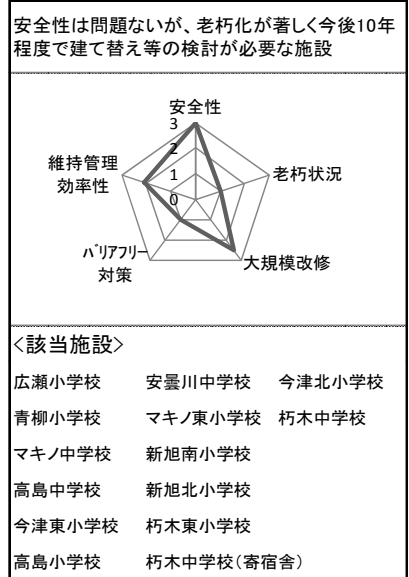 安全性は問題ないが、老朽化が著しく今後10年
程度で建て替え等の検討が必要な施設
安全性
3
2
1
0
維持管理
効率性
老朽状況
バリアフリー
対策
大規模改修
<該当施設>
広瀬小学校 安曇川中学校 今津北小学校
青柳小学校 マキノ東小学校 朽木中学校
マキノ中学校 新旭南小学校
高島中学校 新旭北小学校
今津東小学校 朽木東小学校
高島小学校 朽木中学校(寄宿舎)